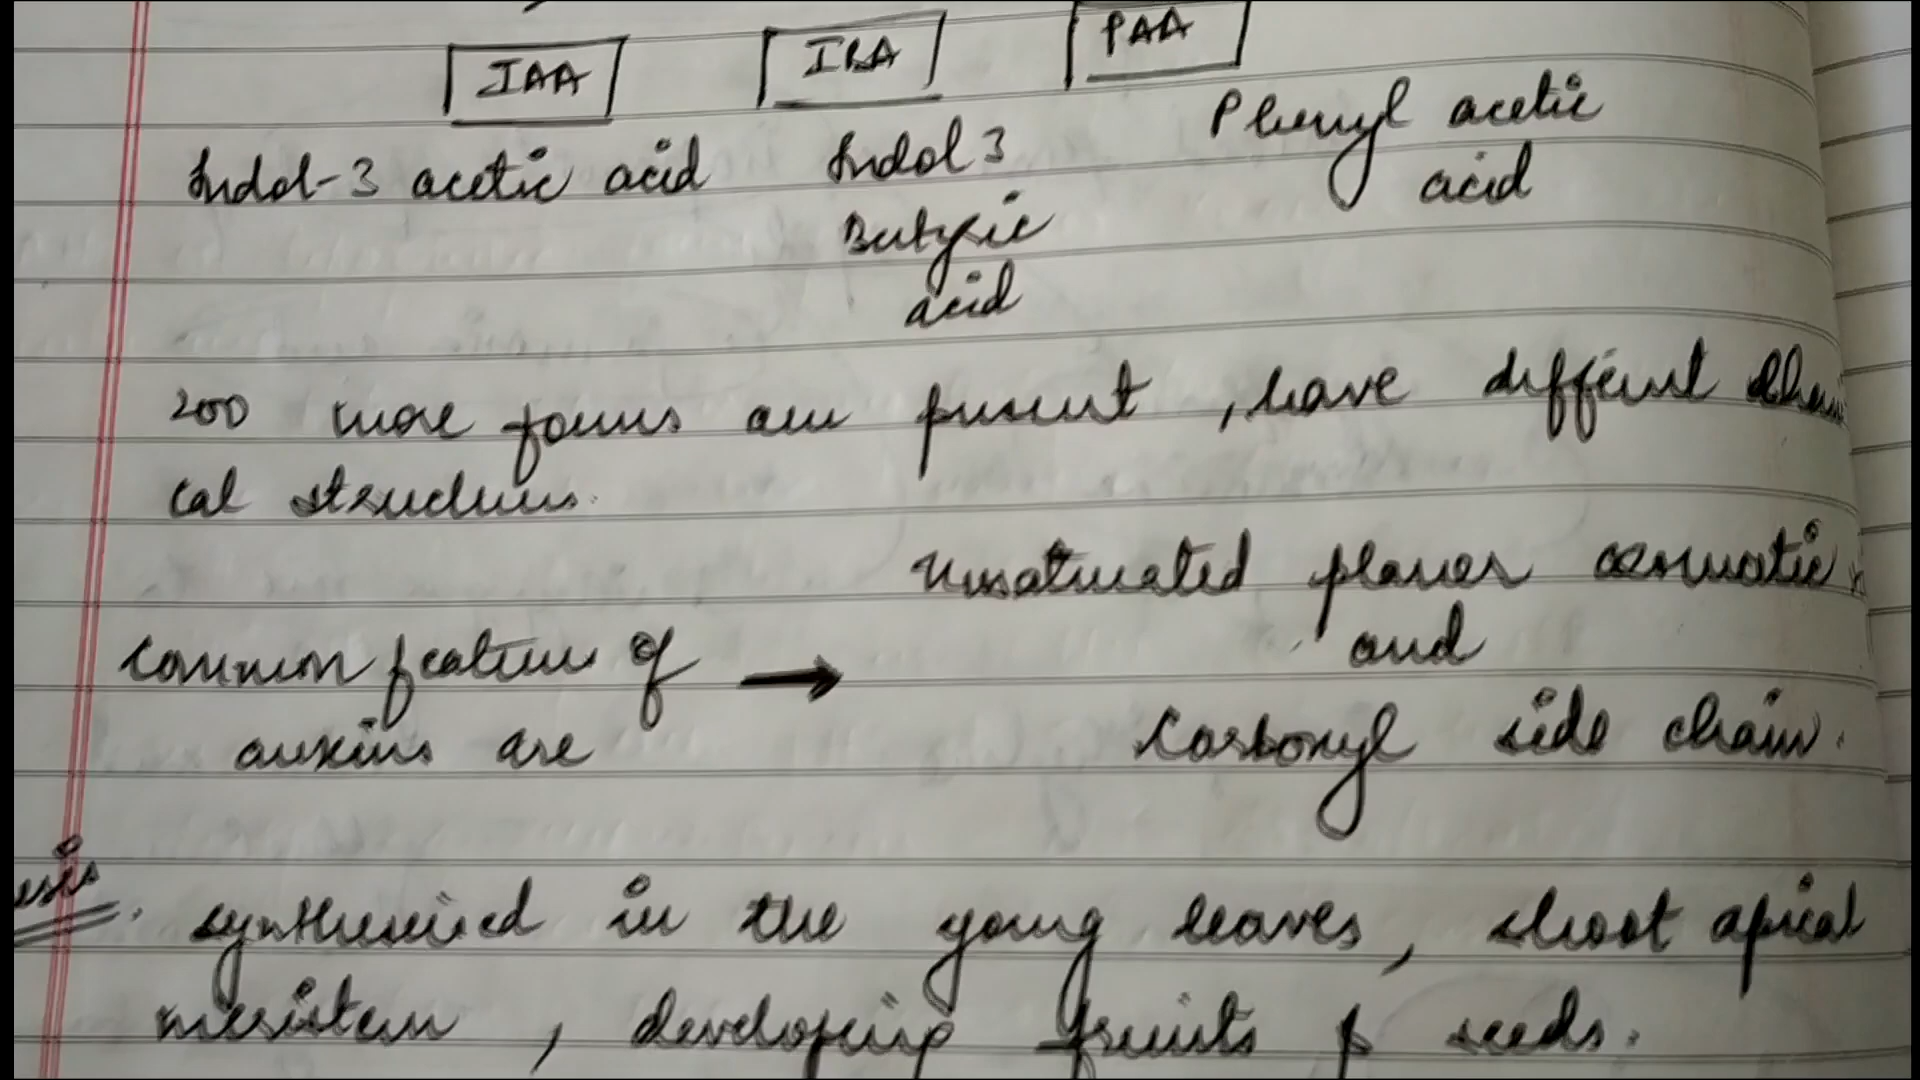 IAA IBA PAA
Indol-3 acetic acid Indol 3 Phenyl acetic
Butyric acid
acid
200 more forms are present, have different chemi
cal structures.
Unsaturated planer aromatic
Common features of → and
auxins are Carbonyl side chain.
esis. synthesized in the young leaves, shoot apical
meristem, developing fruits & seeds.